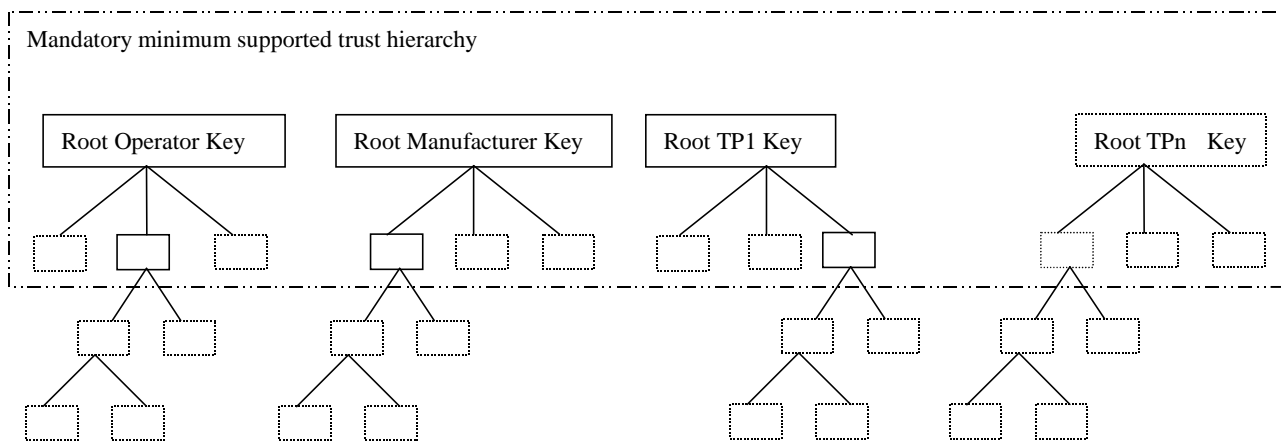 Mandatory minimum supported trust hierarchy
Root Operator Key
Root Manufacturer Key
Root TP1 Key
Root TPn Key